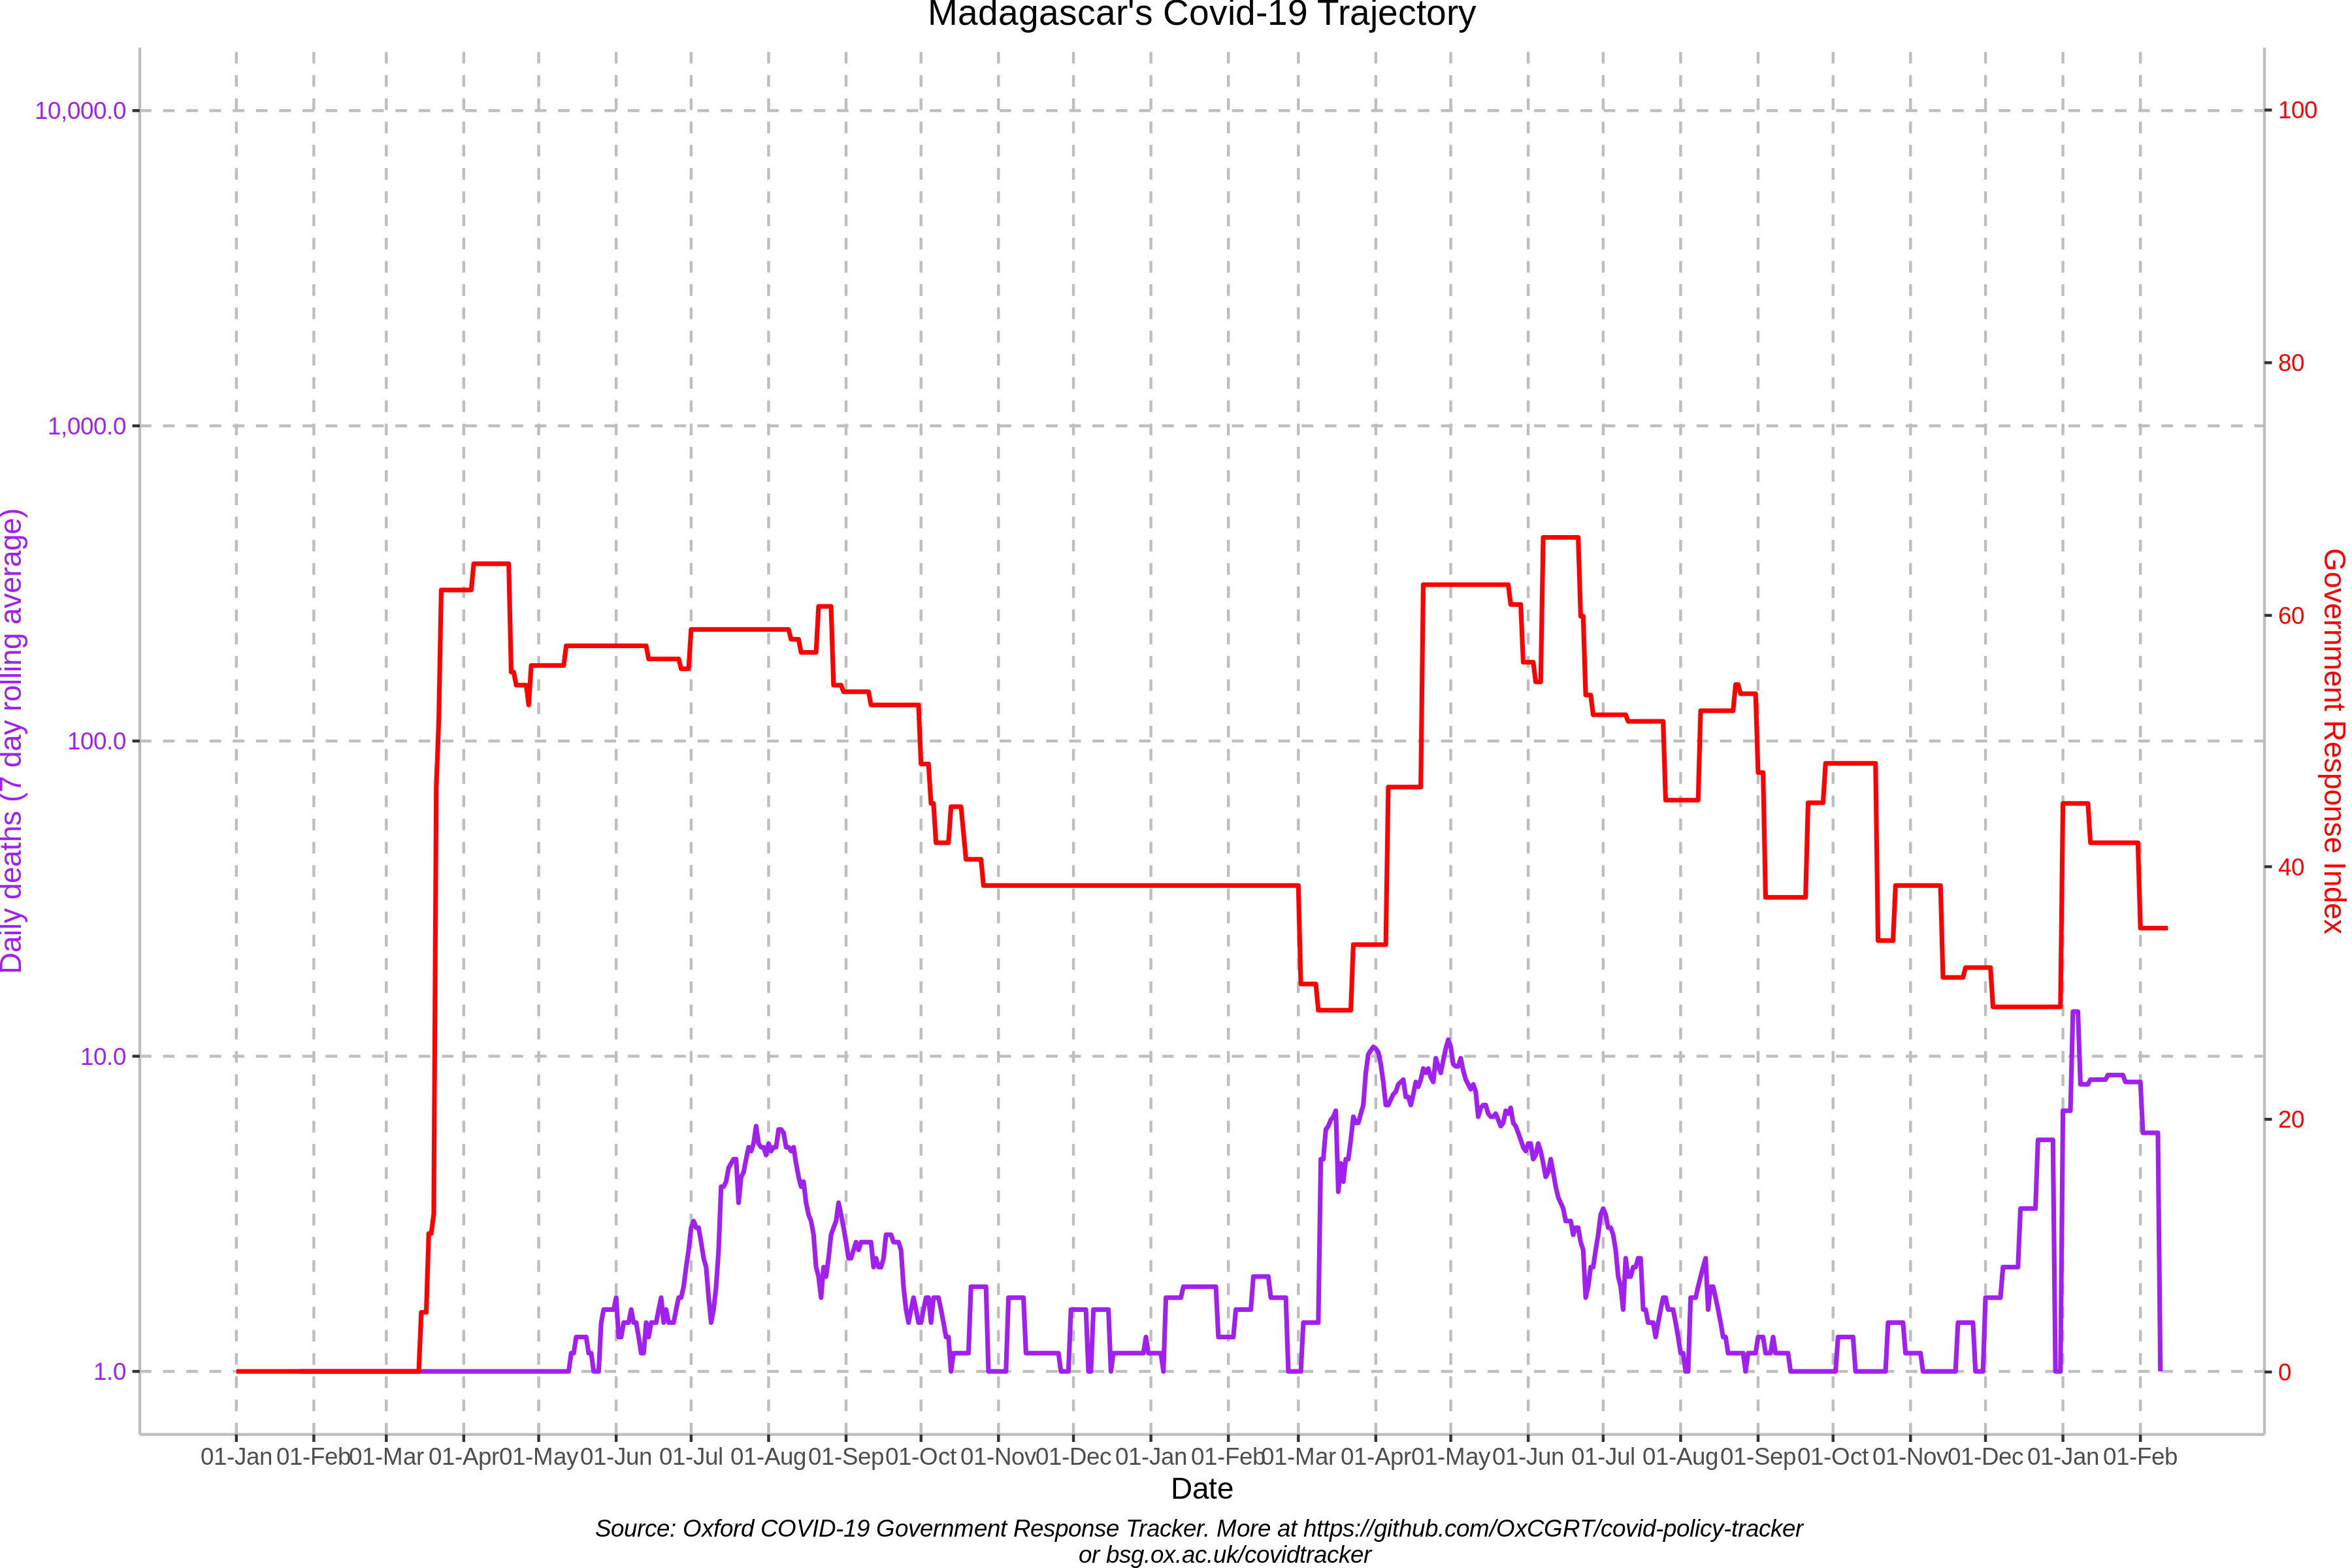 Madagascar's Covid-19 Trajectory
10,000.0
1,000.0
100.0
10.0
1.0
Daily deaths (7 day rolling average)
100
80
60
40
20
0
Government Response Index
01-Jan 01-Feb 01-Mar 01-Apr 01-May 01-Jun 01-Jul 01-Aug 01-Sep 01-Oct 01-Nov 01-Dec 01-Jan 01-Feb 01-Mar 01-Apr 01-May 01-Jun 01-Jul 01-Aug 01-Sep 01-Oct 01-Nov 01-Dec 01-Jan 01-Feb
Date
Source: Oxford COVID-19 Government Response Tracker. More at https://github.com/OxCGRT/covid-policy-tracker
or bsg.ox.ac.uk/covidtracker